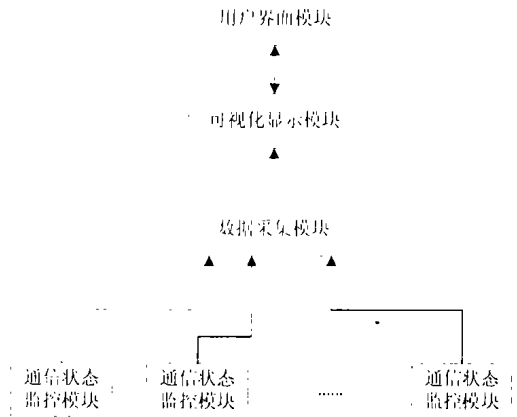 用户界面模块
可视化显示模块
数据采集模块
通信状态
监控模块
通信状态
监控模块
……
通信状态
监控模块